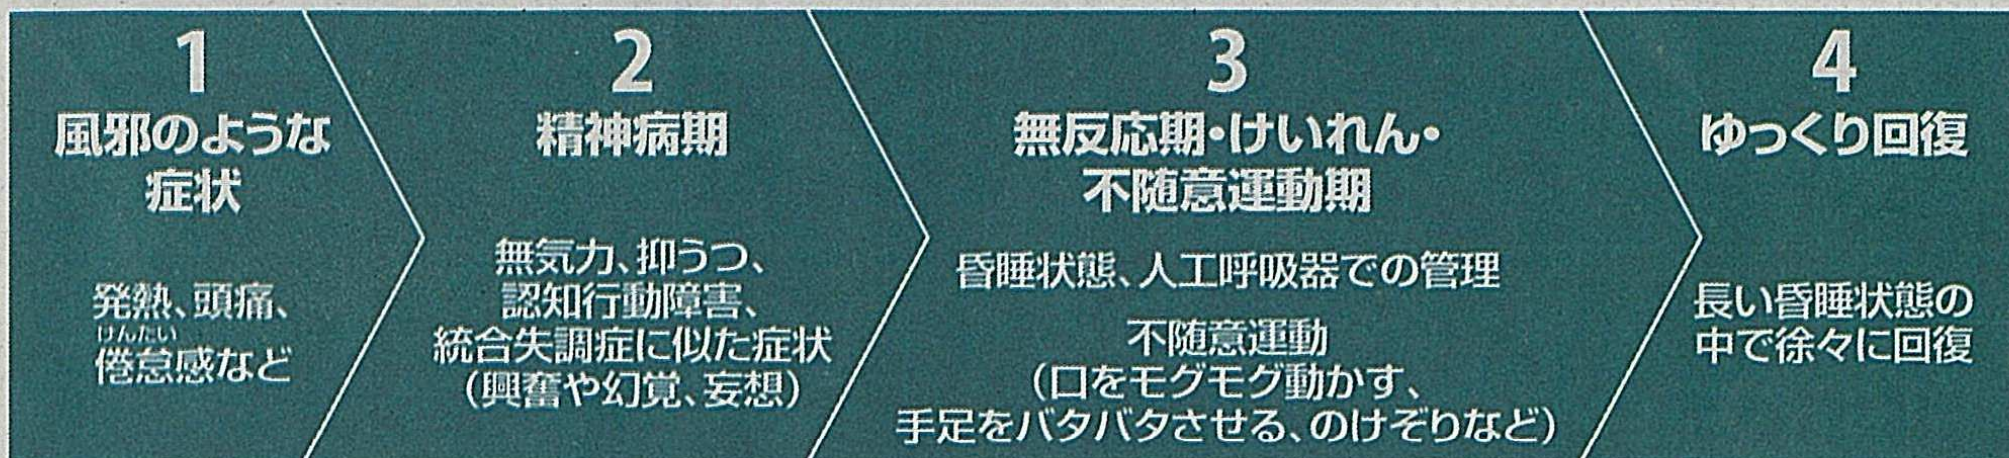 1
風邪のような
症状
発熱、頭痛、
けんたい
倦怠感など
2
精神病期
無気力、抑うつ、
認知行動障害、
統合失調症に似た症状
(興奮や幻覚、妄想)
3
無反応期・けいれん・
不随意運動期
昏睡状態、人工呼吸器での管理
不随意運動
(口をモグモグ動かす、
手足をバタバタさせる、のけぞりなど)
4
ゆっくり回復
長い昏睡状態の
中で徐々に回復